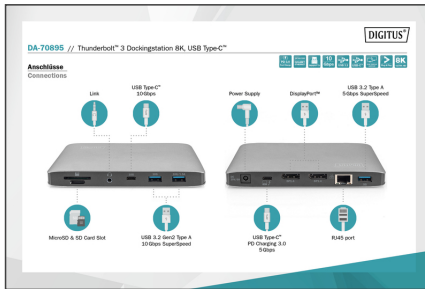 DIGITUS®
DA-70895 // Thunderbolt™ 3 Dockingstation 8K, USB Type-C™
Anschlüsse
Connections
10
Gbps
8K
Link
USB Type-C™
10Gbps
Power Supply
DisplayPort™
USB 3.2 Type A
5Gbps SuperSpeed
MicroSD & SD Card Slot
USB 3.2 Gen2 Type A
10Gbps SuperSpeed
USB Type-C™
PD Charging 3.0
5Gbps
RJ45 port